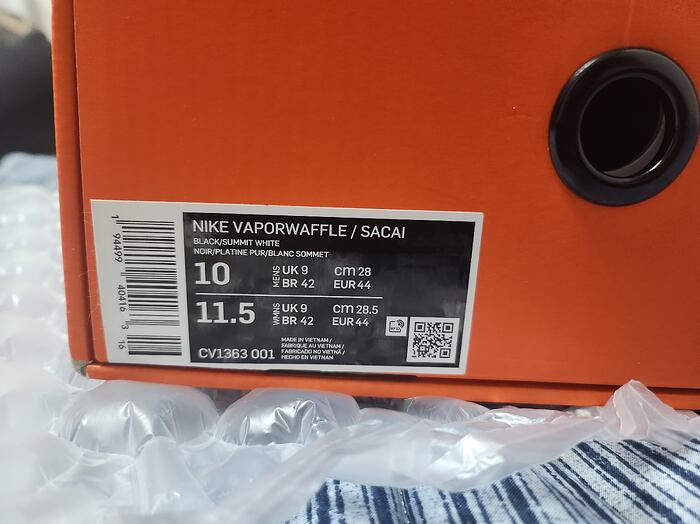 NIKE VAPORWAFFLE / SACAI
BLACK/SUMMIT WHITE
NOIR/PLATINE PUR/BLANC SOMMET
10 MENS UK 9 CM 28
BR 42 EUR 44
11.5 WMNS UK 9 CM 28.5
BR 42 EUR 44
MADE IN VIETNAM /
FABRIQUE AU VIETNAM /
FABRICADO NO VIETNÃ /
HECHO EN VIETNAM
CV1363 001
RFID
1 94499 40416 3 16